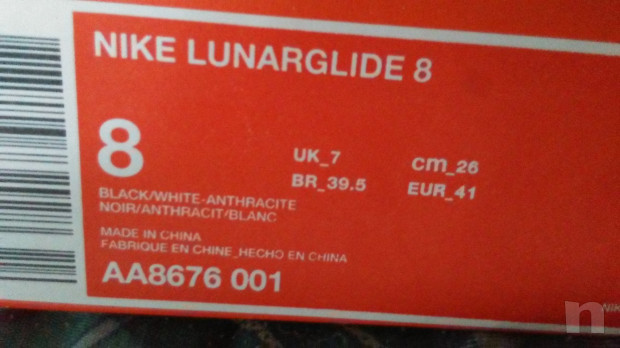 NIKE LUNARGLIDE 8
8
UK_7 cm_26
BR_39.5 EUR_41
BLACK/WHITE-ANTHRACITE
NOIR/ANTHRACIT/BLANC
MADE IN CHINA
FABRIQUE EN CHINE_HECHO EN CHINA
AA8676 001
n